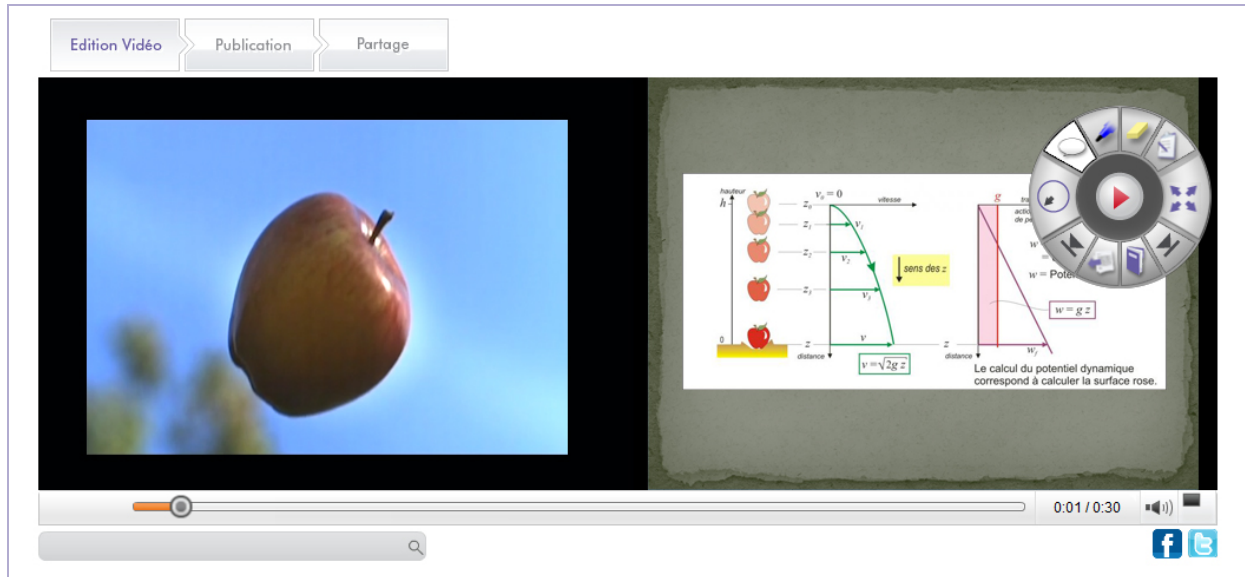 Edition Vidéo
Publication
Partage
hauteur
h
0
z₀
z₁
z₂
z₃
z
distance
v₀ = 0
vitesse
v₁
v₂
v₃
v
v = √2g z
sens des z
z
distance
g
w
w = g z
w_f
Le calcul du potentiel dynamique
correspond à calculer la surface rose.
0:01 / 0:30